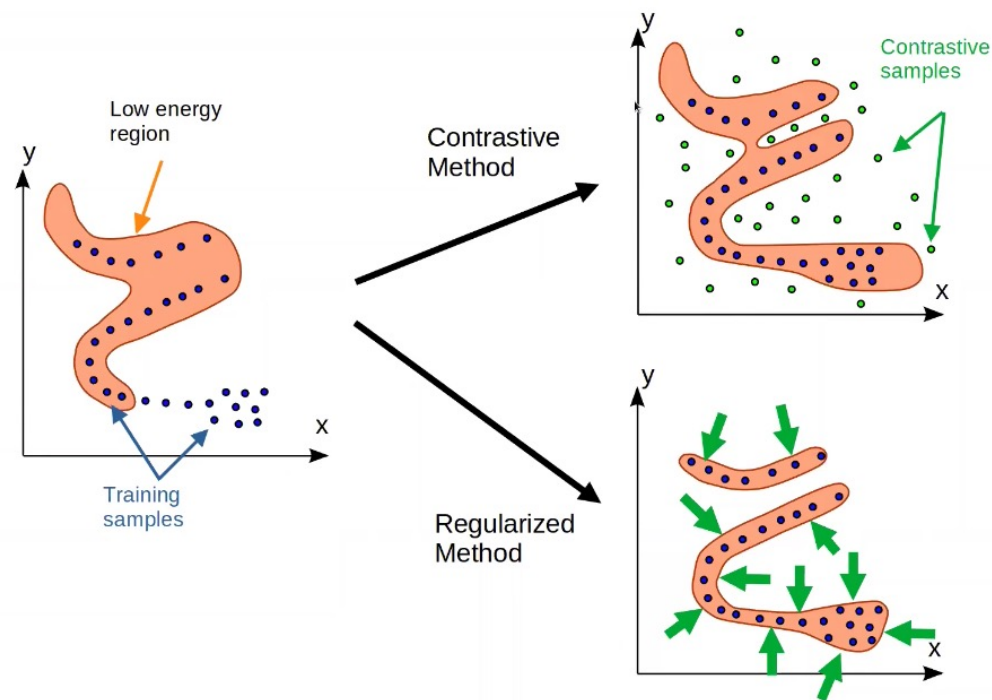 Low energy
region
y
x
Training
samples
Contrastive
Method
Regularized
Method
y
Contrastive
samples
x
y
x